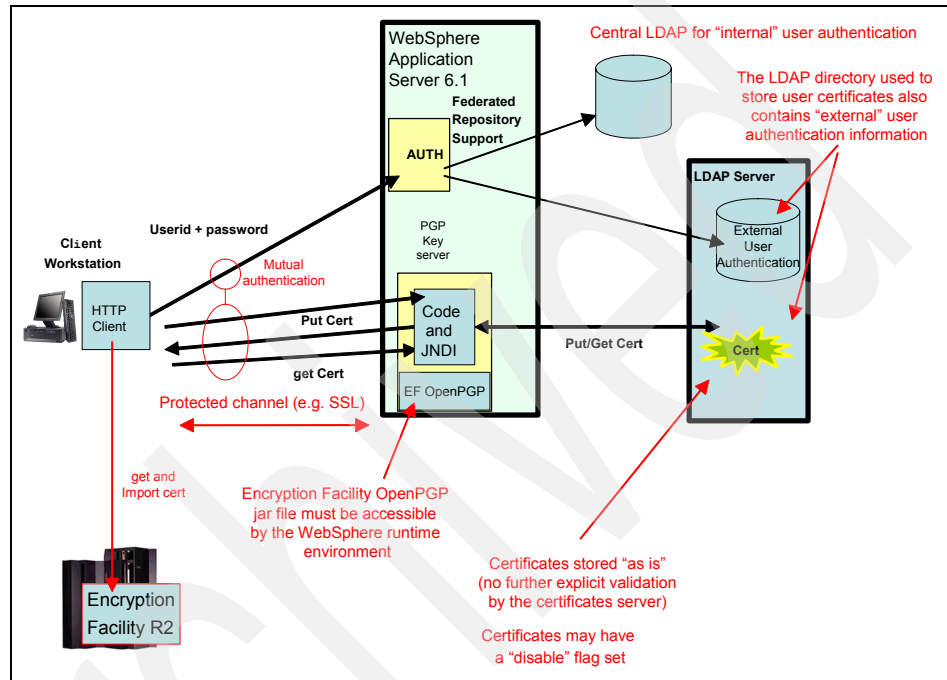 WebSphere
Application
Server 6.1
Federated
Repository
Support
AUTH
Central LDAP for “internal” user authentication
The LDAP directory used to
store user certificates also
contains “external” user
authentication information
LDAP Server
External
User
Authentication
Cert
Userid + password
Client
Workstation
HTTP
Client
Mutual
authentication
PGP
Key
server
Put Cert
Code
and
JNDI
get Cert
Put/Get Cert
EF OpenPGP
Protected channel (e.g. SSL)
get and
Import cert
Encryption Facility OpenPGP
jar file must be accessible
by the WebSphere runtime
environment
Certificates stored “as is”
(no further explicit validation
by the certificates server)
Certificates may have
a “disable” flag set
Encryption
Facility R2